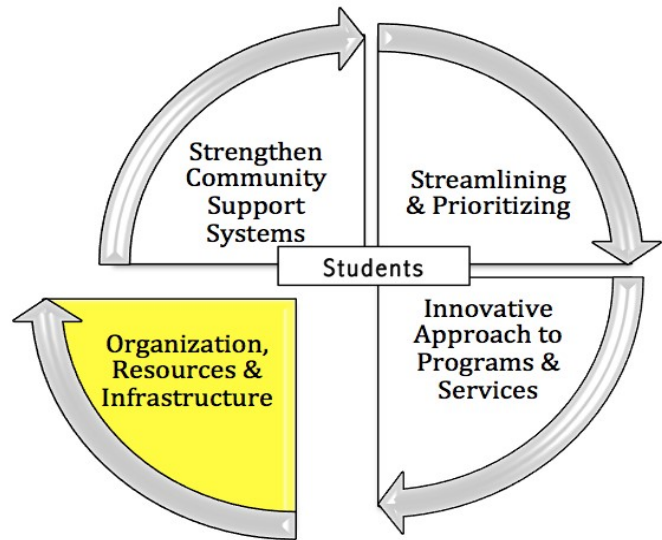 Strengthen
Community
Support
Systems
Streamlining
& Prioritizing
Students
Organization,
Resources &
Infrastructure
Innovative
Approach to
Programs &
Services